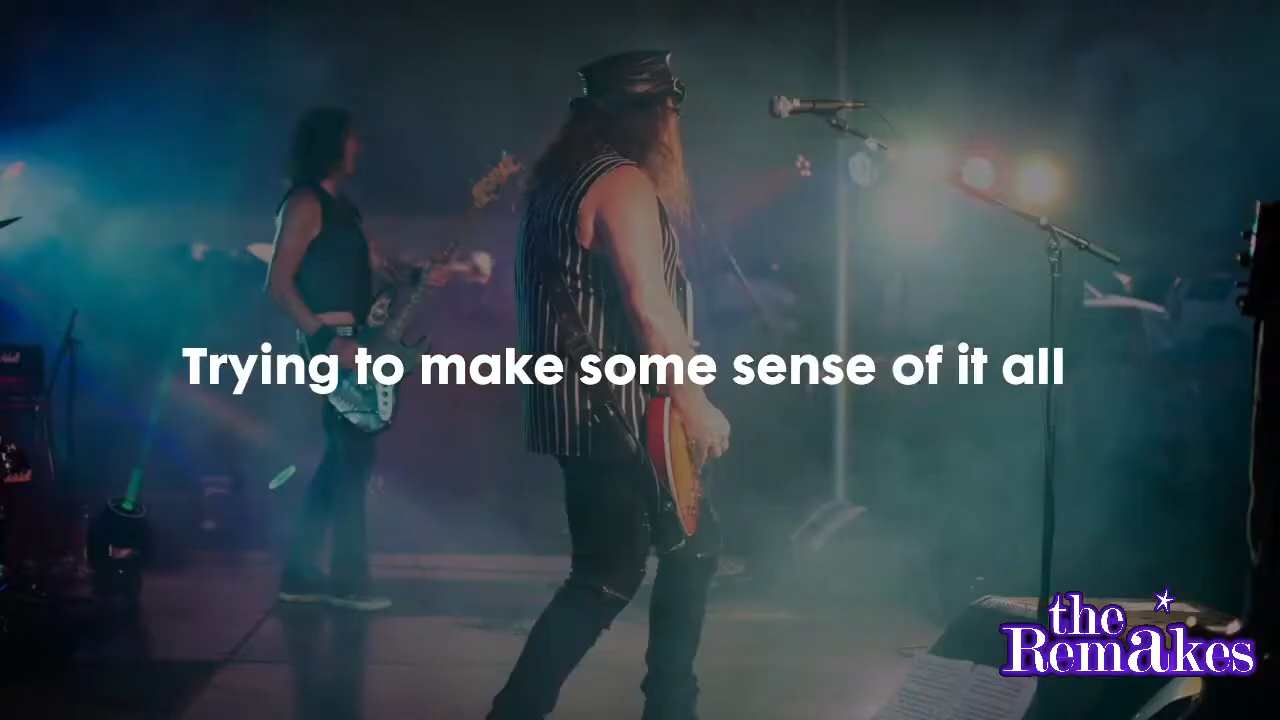 Trying to make some sense of it all
the
Remakes